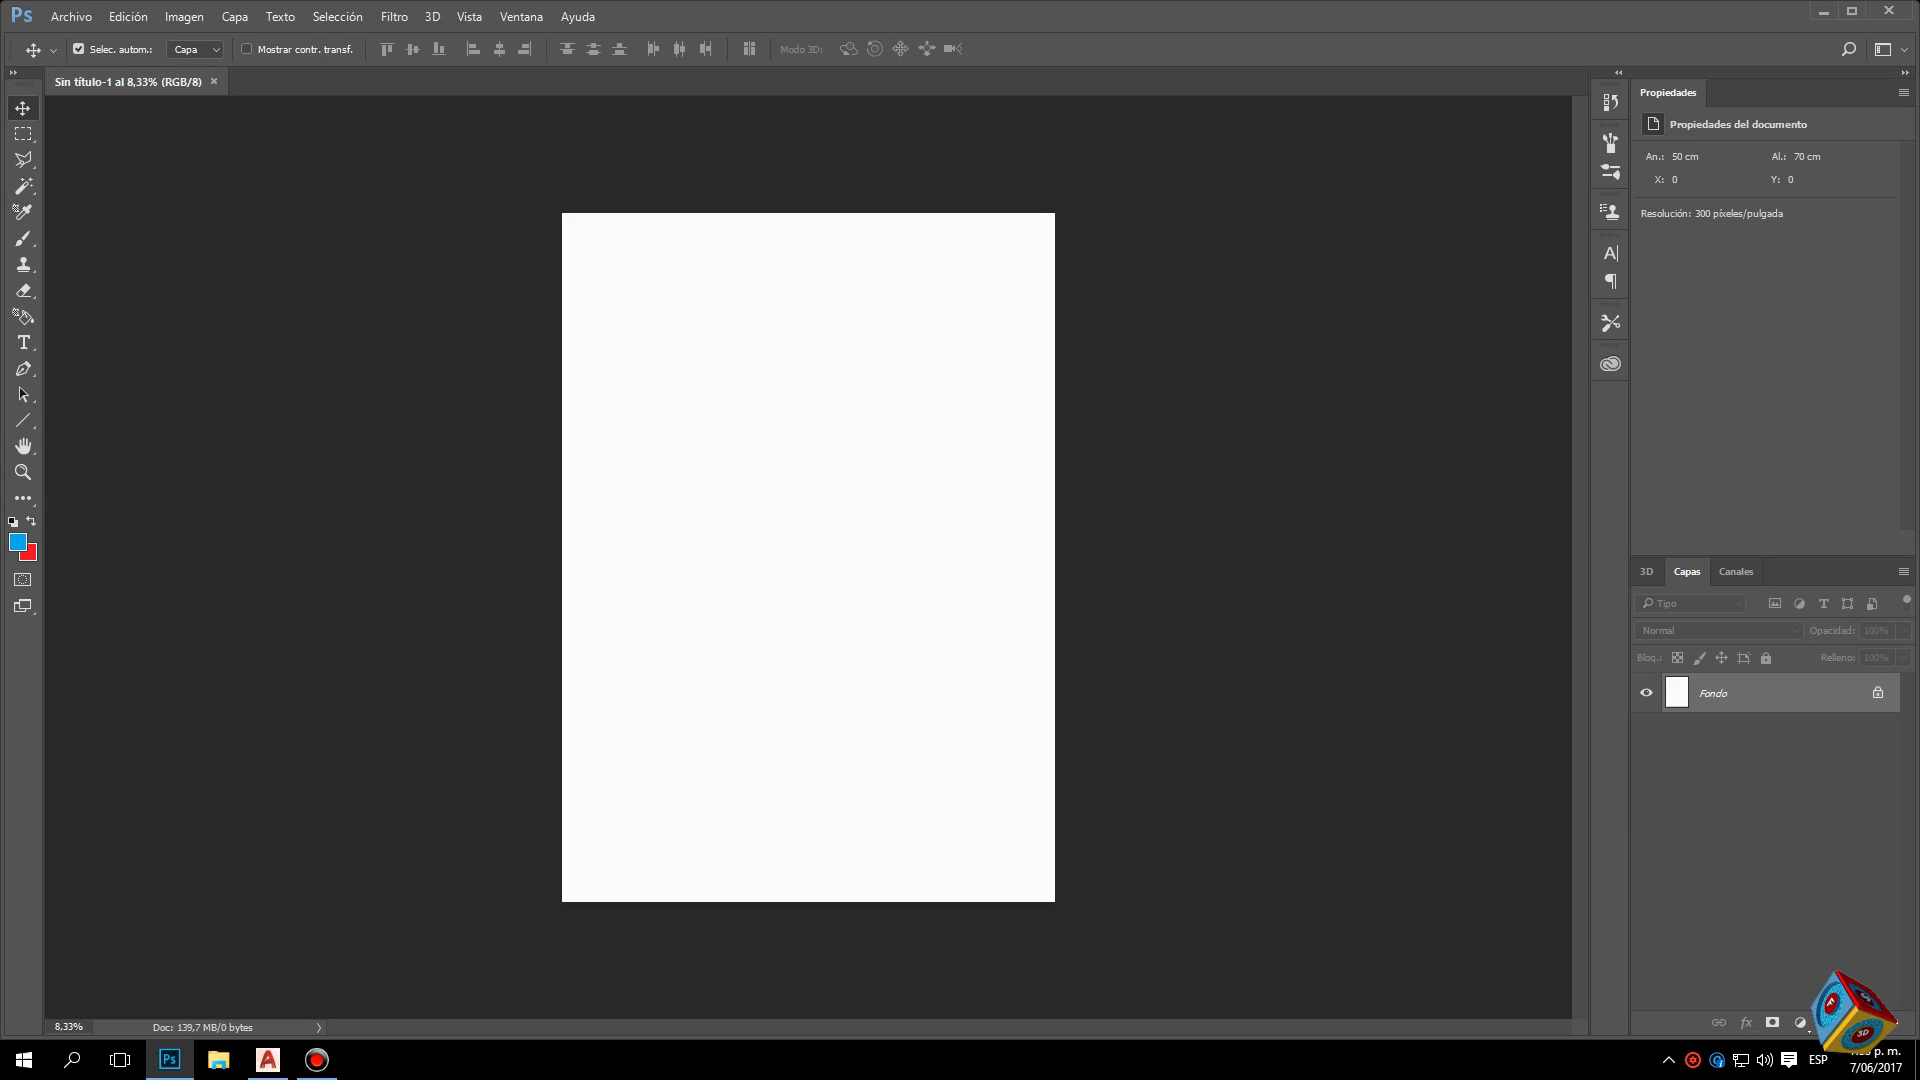 Ps Archivo Edición Imagen Capa Texto Selección Filtro 3D Vista Ventana Ayuda
Selec. autom.: Capa Mostrar contr. transf. Modo 3D:
Sin título-1 al 8,33% (RGB/8)
Propiedades
Propiedades del documento
An.: 50 cm Al.: 70 cm
X: 0 Y: 0
Resolución: 300 píxeles/pulgada
3D Capas Canales
Tipo
Normal Opacidad: 100%
Bloq.: Relleno: 100%
Fondo
fx
8,33% Doc: 139,7 MB/0 bytes
Ps ESP p. m.
7/06/2017